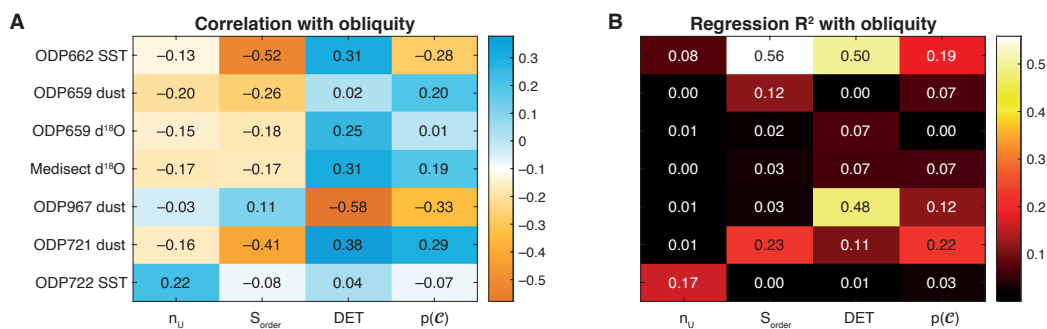 A
Correlation with obliquity
ODP662 SST −0.13 −0.52 0.31 −0.28
ODP659 dust −0.20 −0.26 0.02 0.20
ODP659 d¹⁸O −0.15 −0.18 0.25 0.01
Medisect d¹⁸O −0.17 −0.17 0.31 0.19
ODP967 dust −0.03 0.11 −0.58 −0.33
ODP721 dust −0.16 −0.41 0.38 0.29
ODP722 SST 0.22 −0.08 0.04 −0.07
n_U S_order DET p(𝒞)
0.3
0.2
0.1
0
−0.1
−0.2
−0.3
−0.4
−0.5
B
Regression R² with obliquity
0.08 0.56 0.50 0.19
0.00 0.12 0.00 0.07
0.01 0.02 0.07 0.00
0.00 0.03 0.07 0.07
0.01 0.03 0.48 0.12
0.01 0.23 0.11 0.22
0.17 0.00 0.01 0.03
n_U S_order DET p(𝒞)
0.5
0.4
0.3
0.2
0.1
0